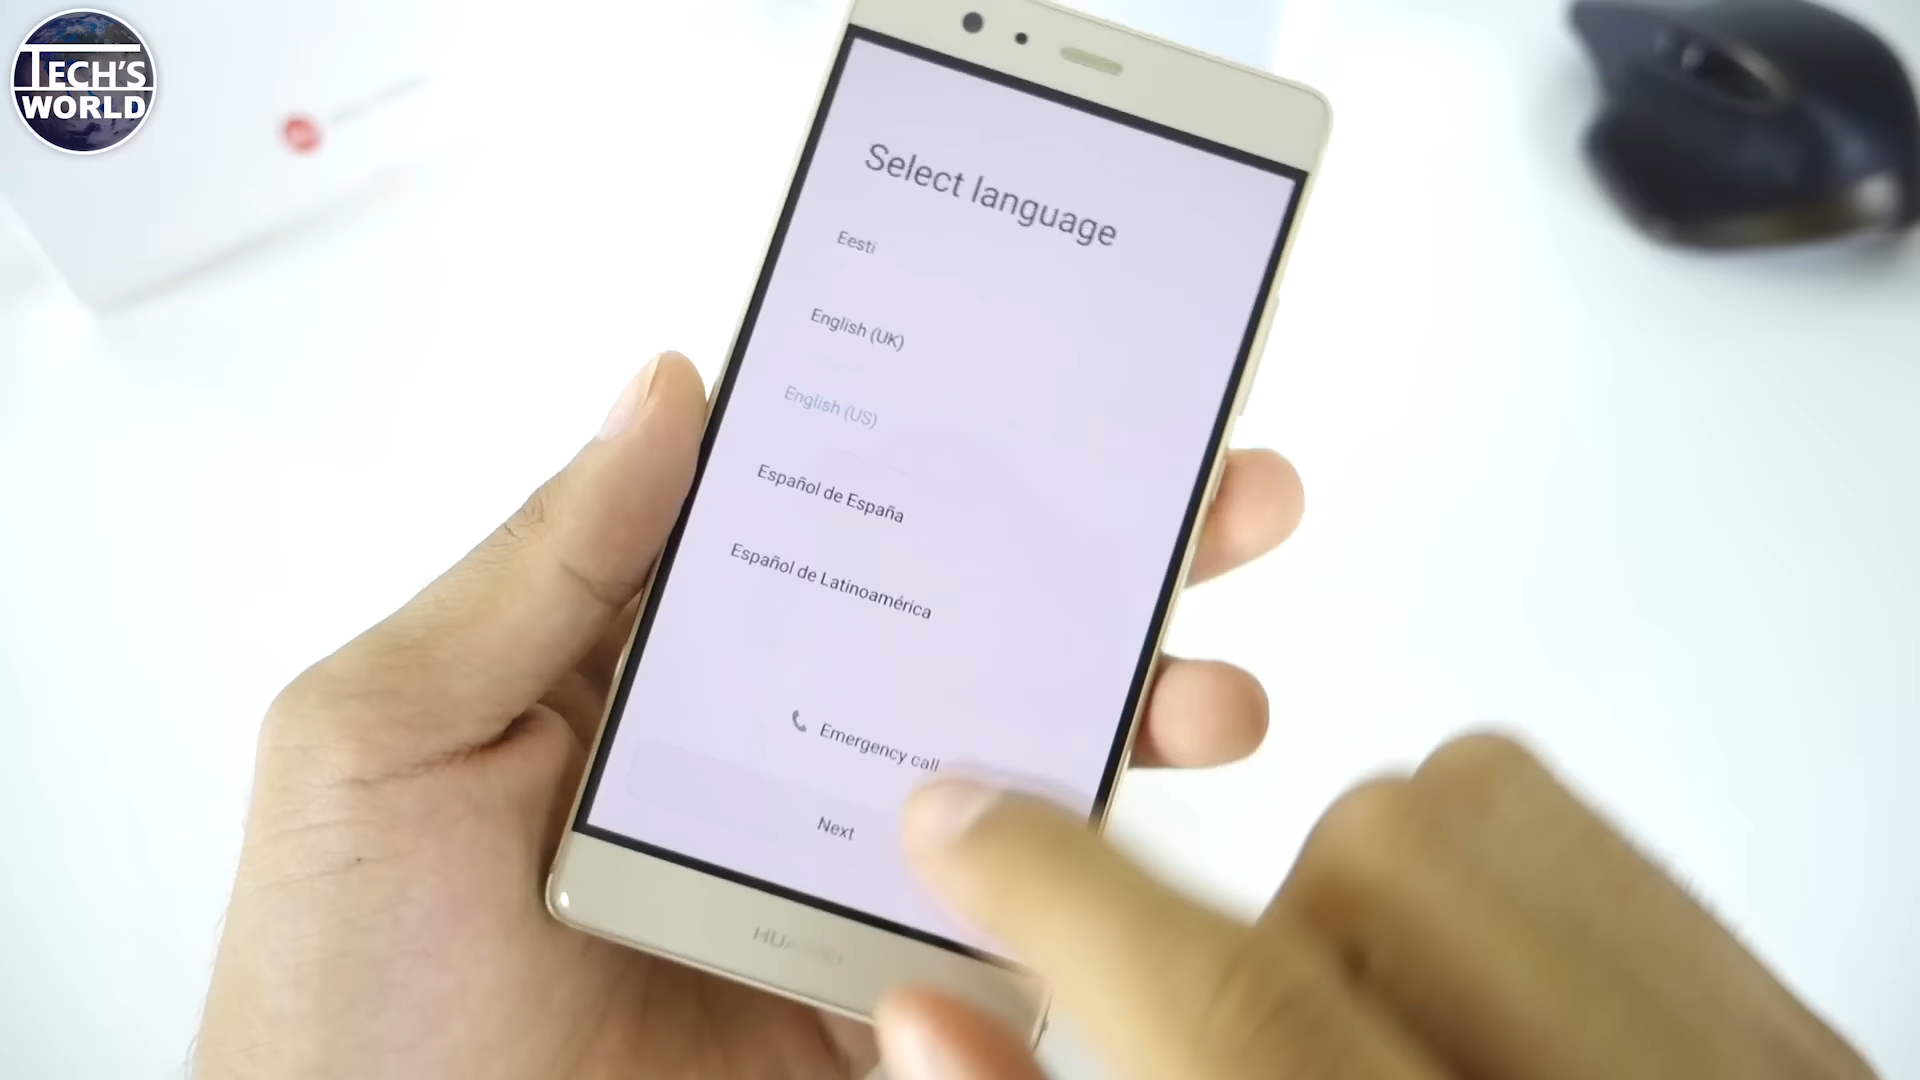 TECH'S
WORLD
Select language
Eesti
English (UK)
English (US)
Español de España
Español de Latinoamérica
Emergency call
Next